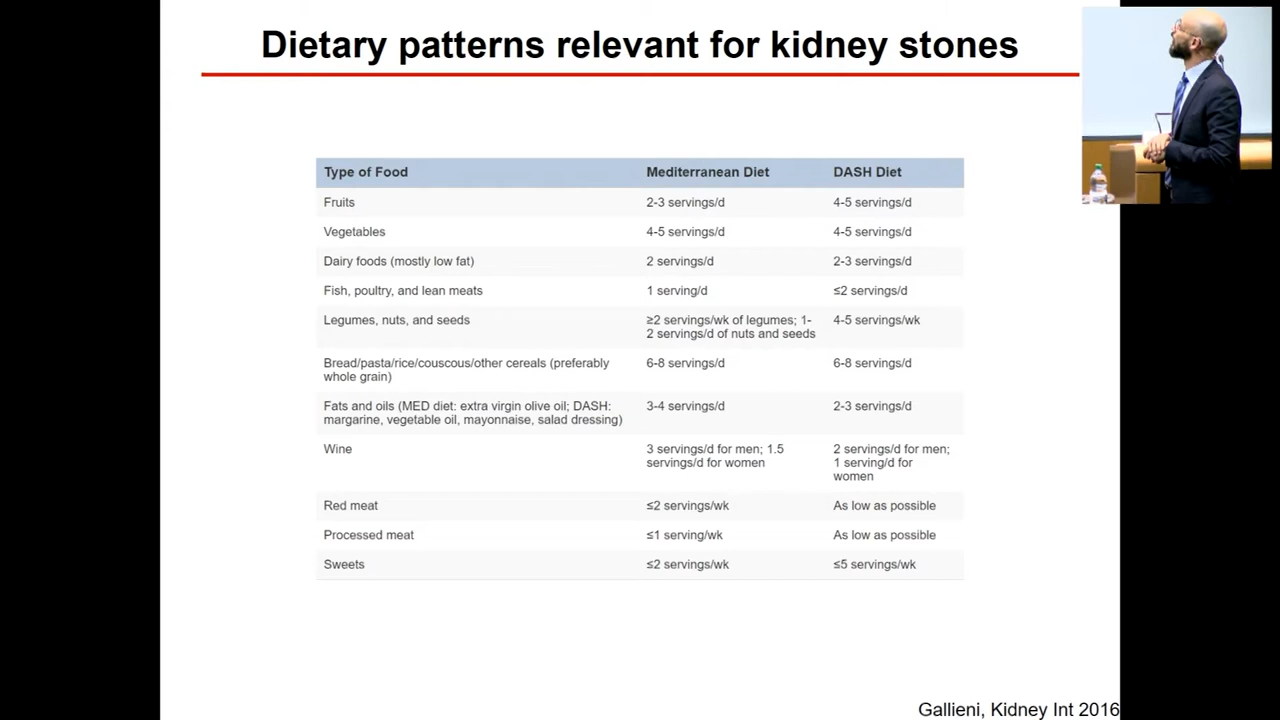 Dietary patterns relevant for kidney stones
Type of Food Mediterranean Diet DASH Diet
Fruits 2-3 servings/d 4-5 servings/d
Vegetables 4-5 servings/d 4-5 servings/d
Dairy foods (mostly low fat) 2 servings/d 2-3 servings/d
Fish, poultry, and lean meats 1 serving/d ≤2 servings/d
Legumes, nuts, and seeds ≥2 servings/wk of legumes; 1- 4-5 servings/wk
2 servings/d of nuts and seeds
Bread/pasta/rice/couscous/other cereals (preferably 6-8 servings/d 6-8 servings/d
whole grain)
Fats and oils (MED diet: extra virgin olive oil; DASH: 3-4 servings/d 2-3 servings/d
margarine, vegetable oil, mayonnaise, salad dressing)
Wine 3 servings/d for men; 1.5 2 servings/d for men;
servings/d for women 1 serving/d for
women
Red meat ≤2 servings/wk As low as possible
Processed meat ≤1 serving/wk As low as possible
Sweets ≤2 servings/wk ≤5 servings/wk
Gallieni, Kidney Int 2016